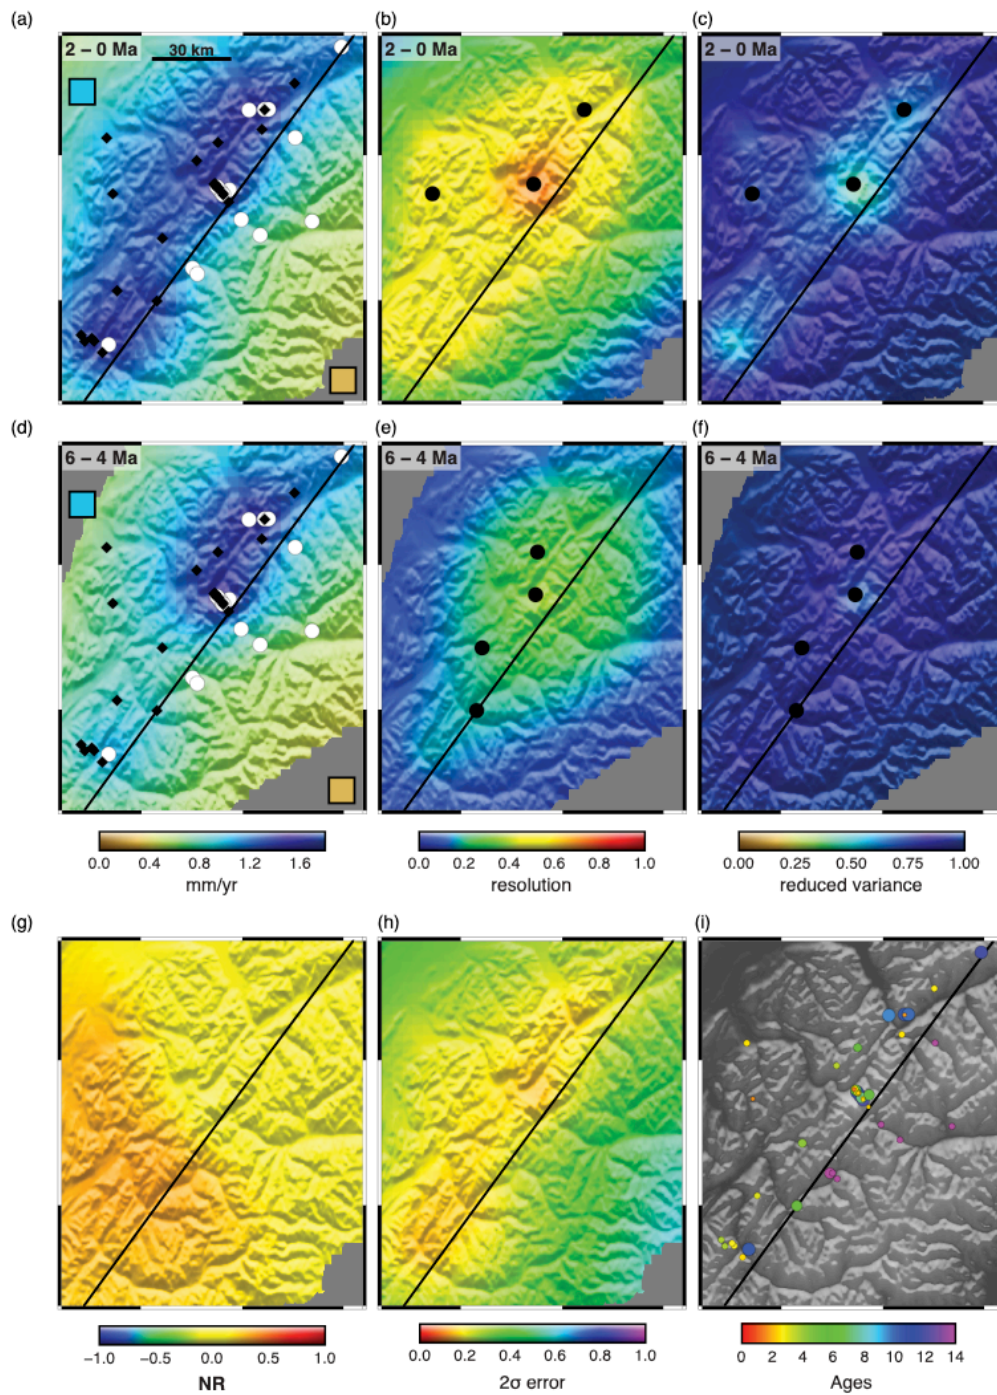 (a) (b) (c)
2 – 0 Ma 30 km 2 – 0 Ma 2 – 0 Ma
(d) (e) (f)
6 – 4 Ma 6 – 4 Ma 6 – 4 Ma
0.0 0.4 0.8 1.2 1.6 0.0 0.2 0.4 0.6 0.8 1.0 0.00 0.25 0.50 0.75 1.00
mm/yr resolution reduced variance
(g) (h) (i)
-1.0 -0.5 0.0 0.5 1.0 0.0 0.2 0.4 0.6 0.8 1.0 0 2 4 6 8 10 12 14
NR 2σ error Ages